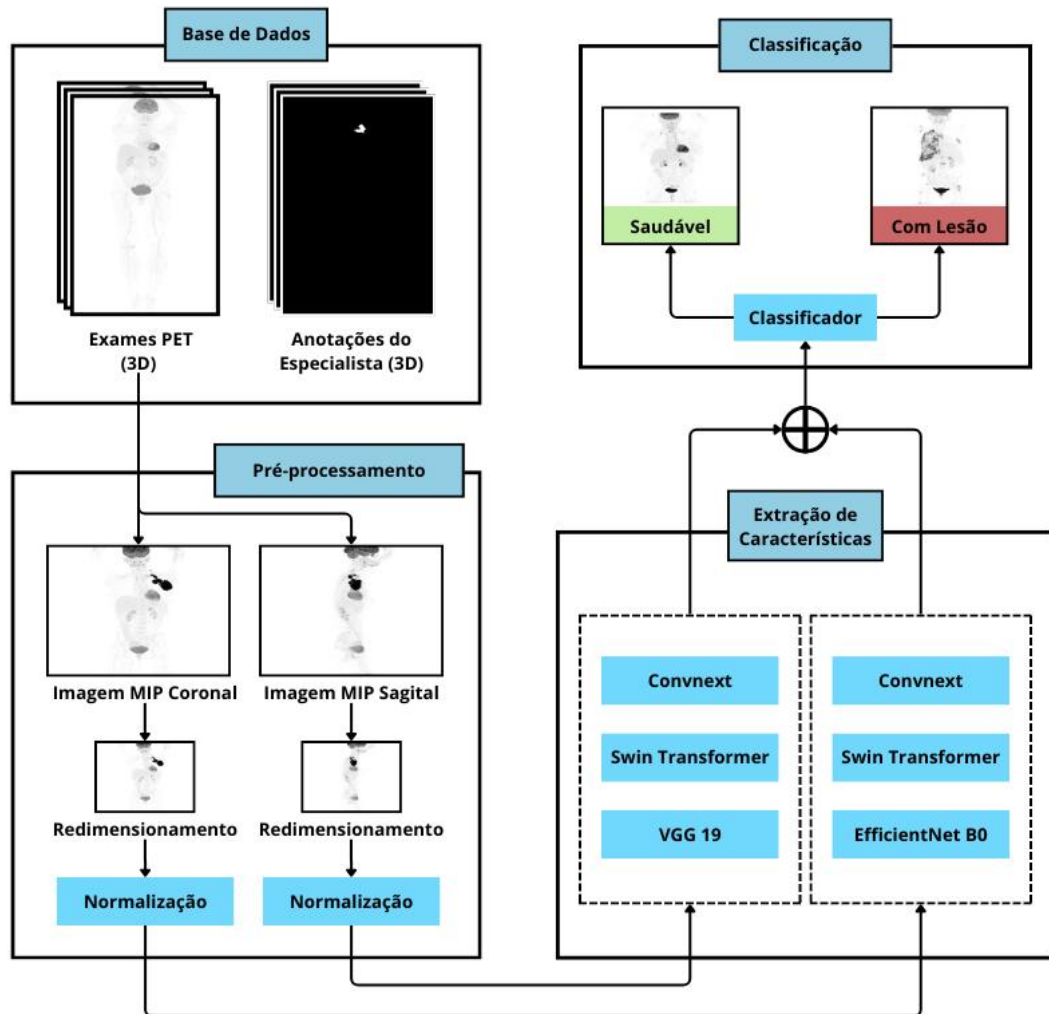 Base de Dados
Exames PET
(3D)
Anotações do
Especialista (3D)
Pré-processamento
Imagem MIP Coronal
Imagem MIP Sagital
Redimensionamento
Redimensionamento
Normalização
Normalização
Extração de
Características
Convnext
Swin Transformer
VGG 19
Convnext
Swin Transformer
EfficientNet B0
Classificação
Saudável
Com Lesão
Classificador